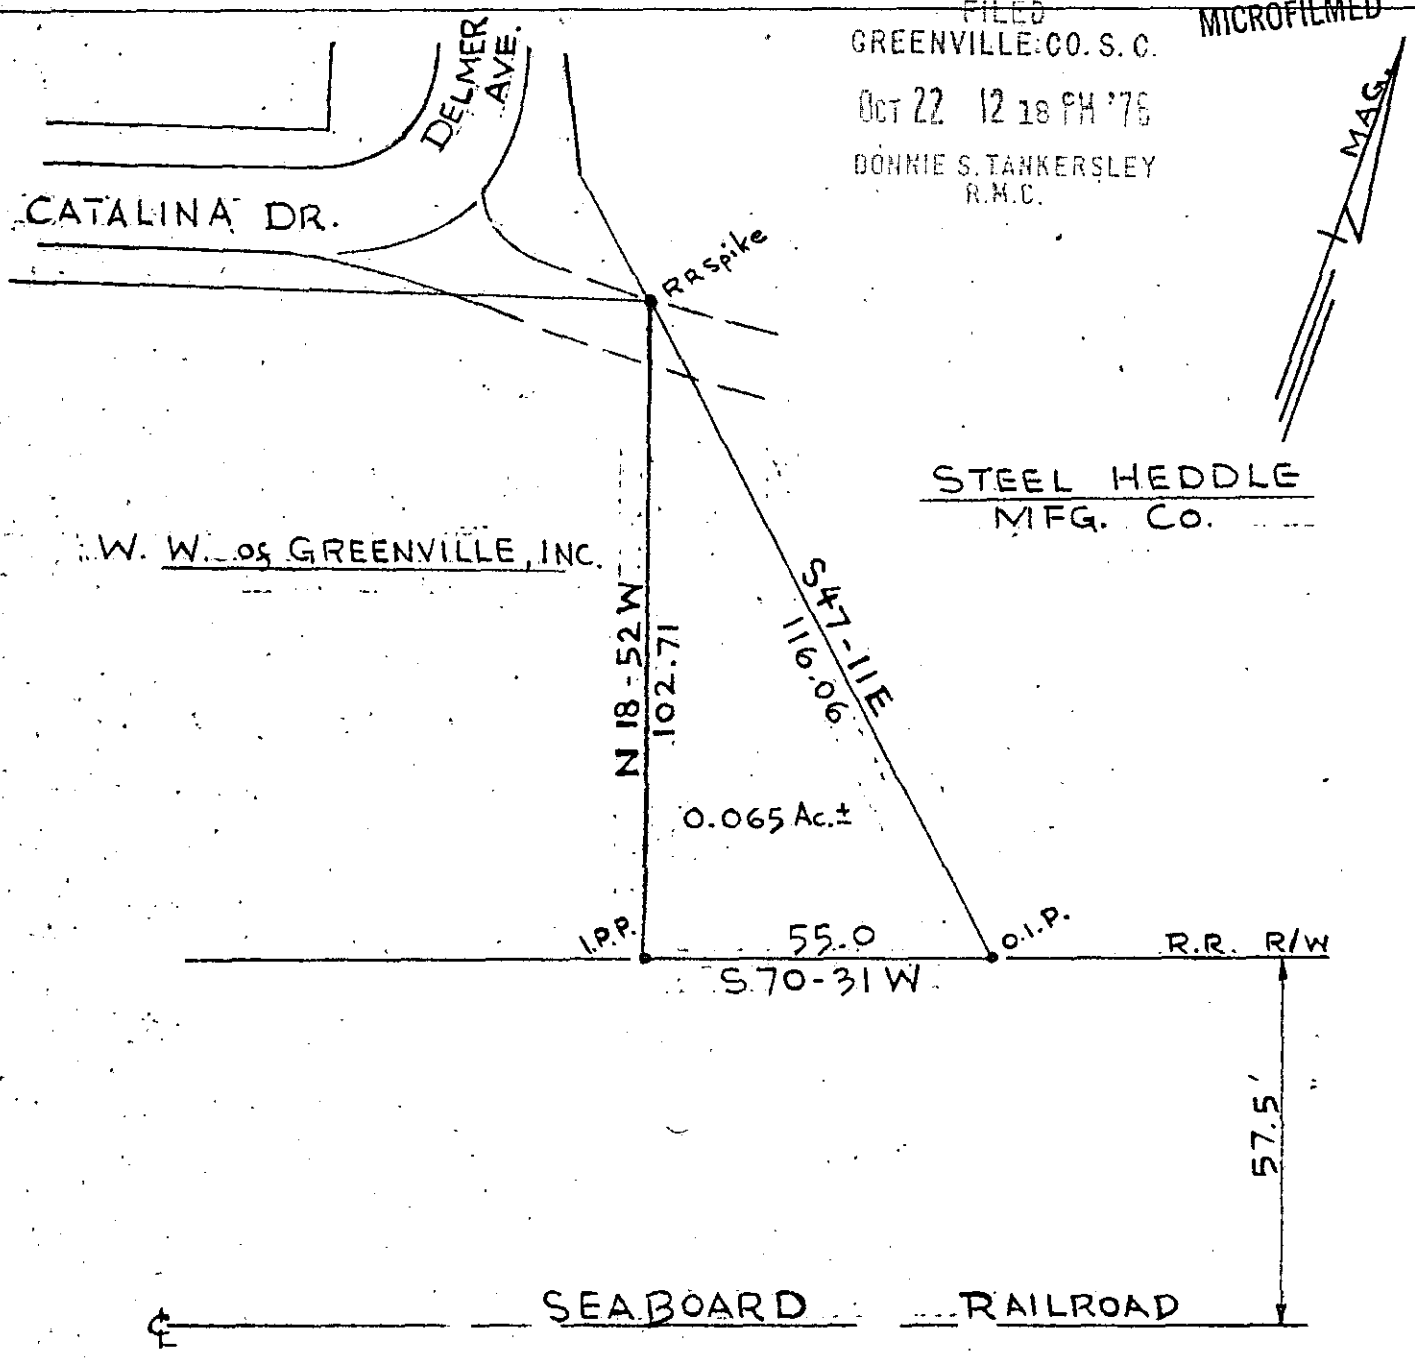 FILED
GREENVILLE CO. S. C.
OCT 22 12 18 PM '76
DONNIE S. TANKERSLEY
R.M.C.
MICROFILMED
MAG.
DELMER
AVE.
CATALINA DR.
RR Spike
STEEL HEDDLE
MFG. Co.
W. W. of GREENVILLE, INC.
N 18-52 W
102.71
S47-11E
116.06
0.065 Ac.±
I.P.P.
55.0
O.I.P.
R.R. R/W
S 70-31 W
57.5'
℄
SEABOARD RAILROAD